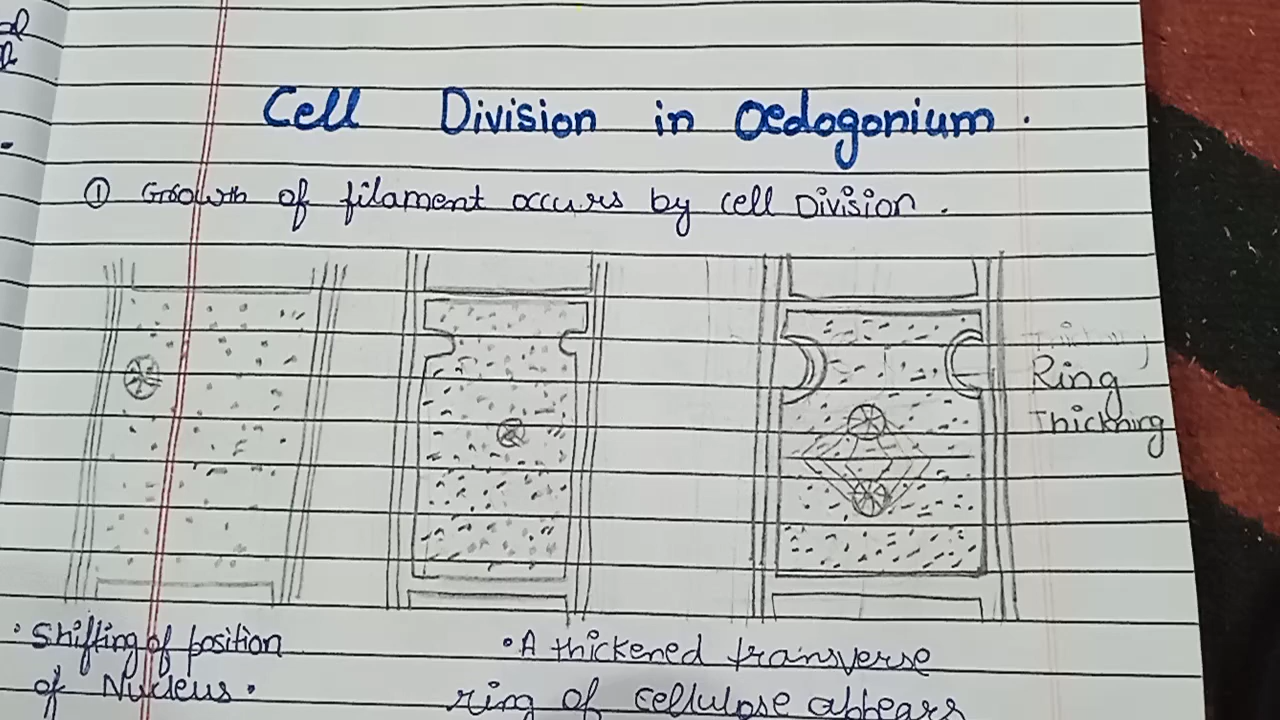 Cell Division in Oedogonium.
① Growth of filament occurs by cell Division.
Ring
Thickning
• Shifting of position
of Nucleus.
• A thickened transverse
ring of cellulose appears